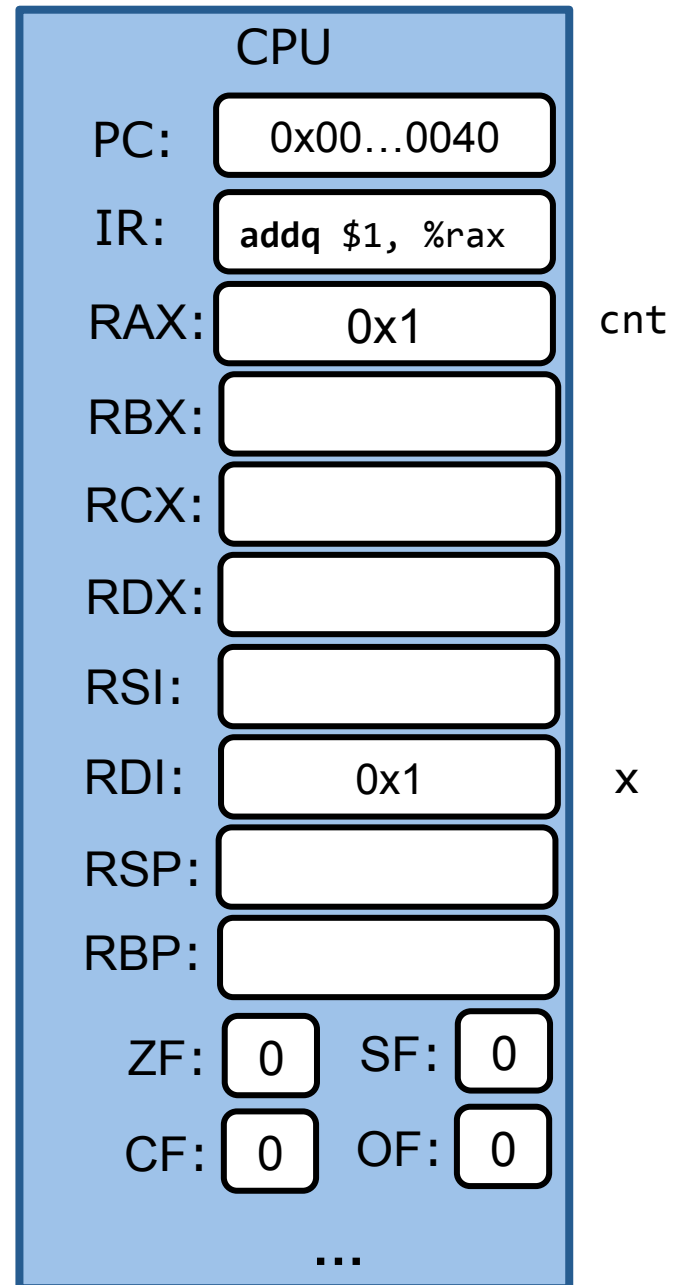 CPU
PC: 0x00…0040
IR: addq $1, %rax
RAX: 0x1 cnt
RBX:
RCX:
RDX:
RSI:
RDI: 0x1 x
RSP:
RBP:
ZF: 0 SF: 0
CF: 0 OF: 0
…